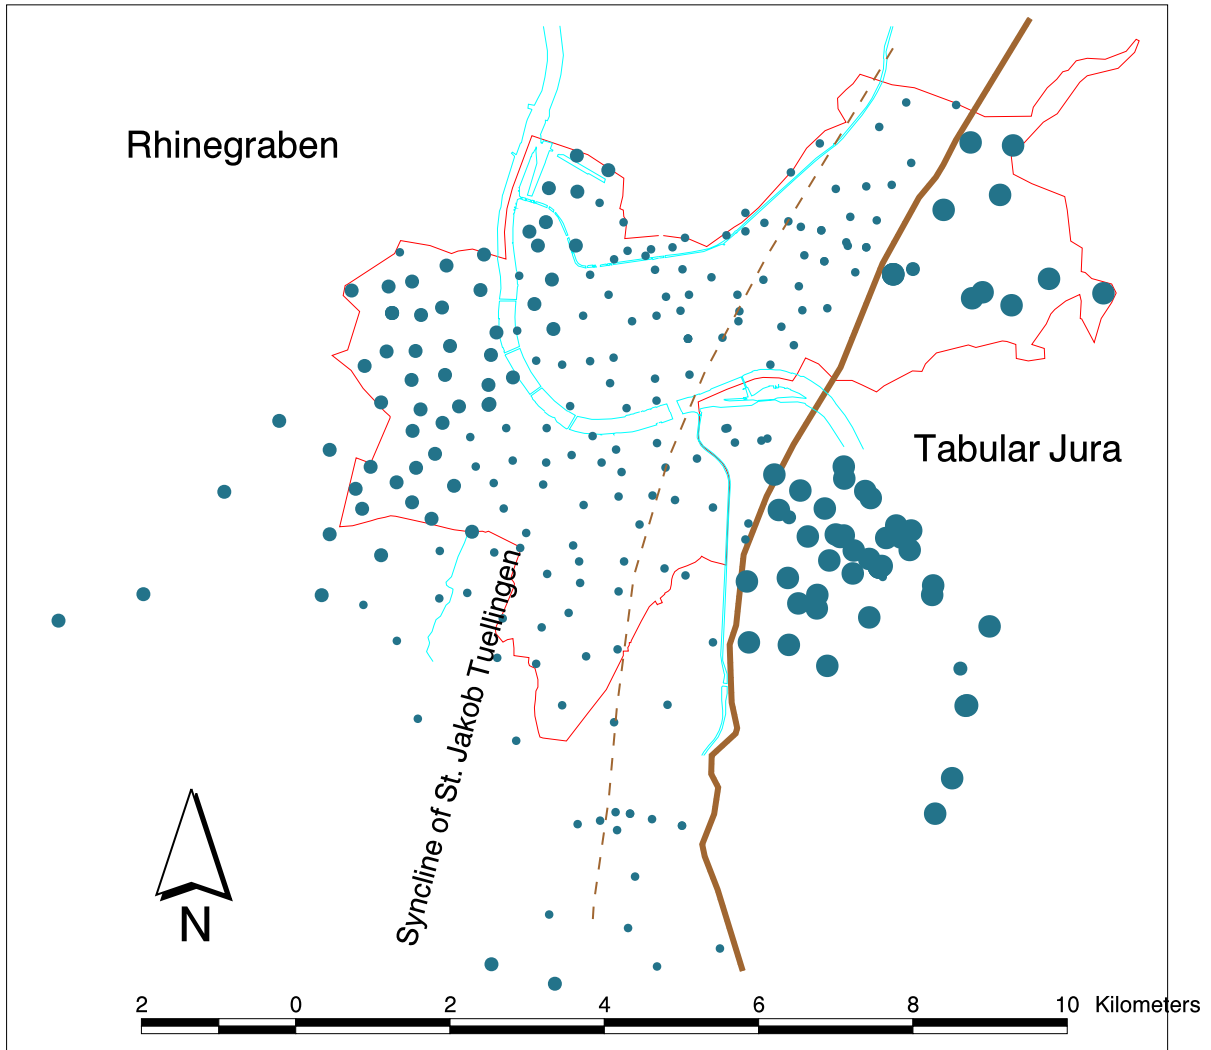 Rhinegraben
Tabular Jura
Syncline of St. Jakob Tuellingen
N
2 0 2 4 6 8 10 Kilometers